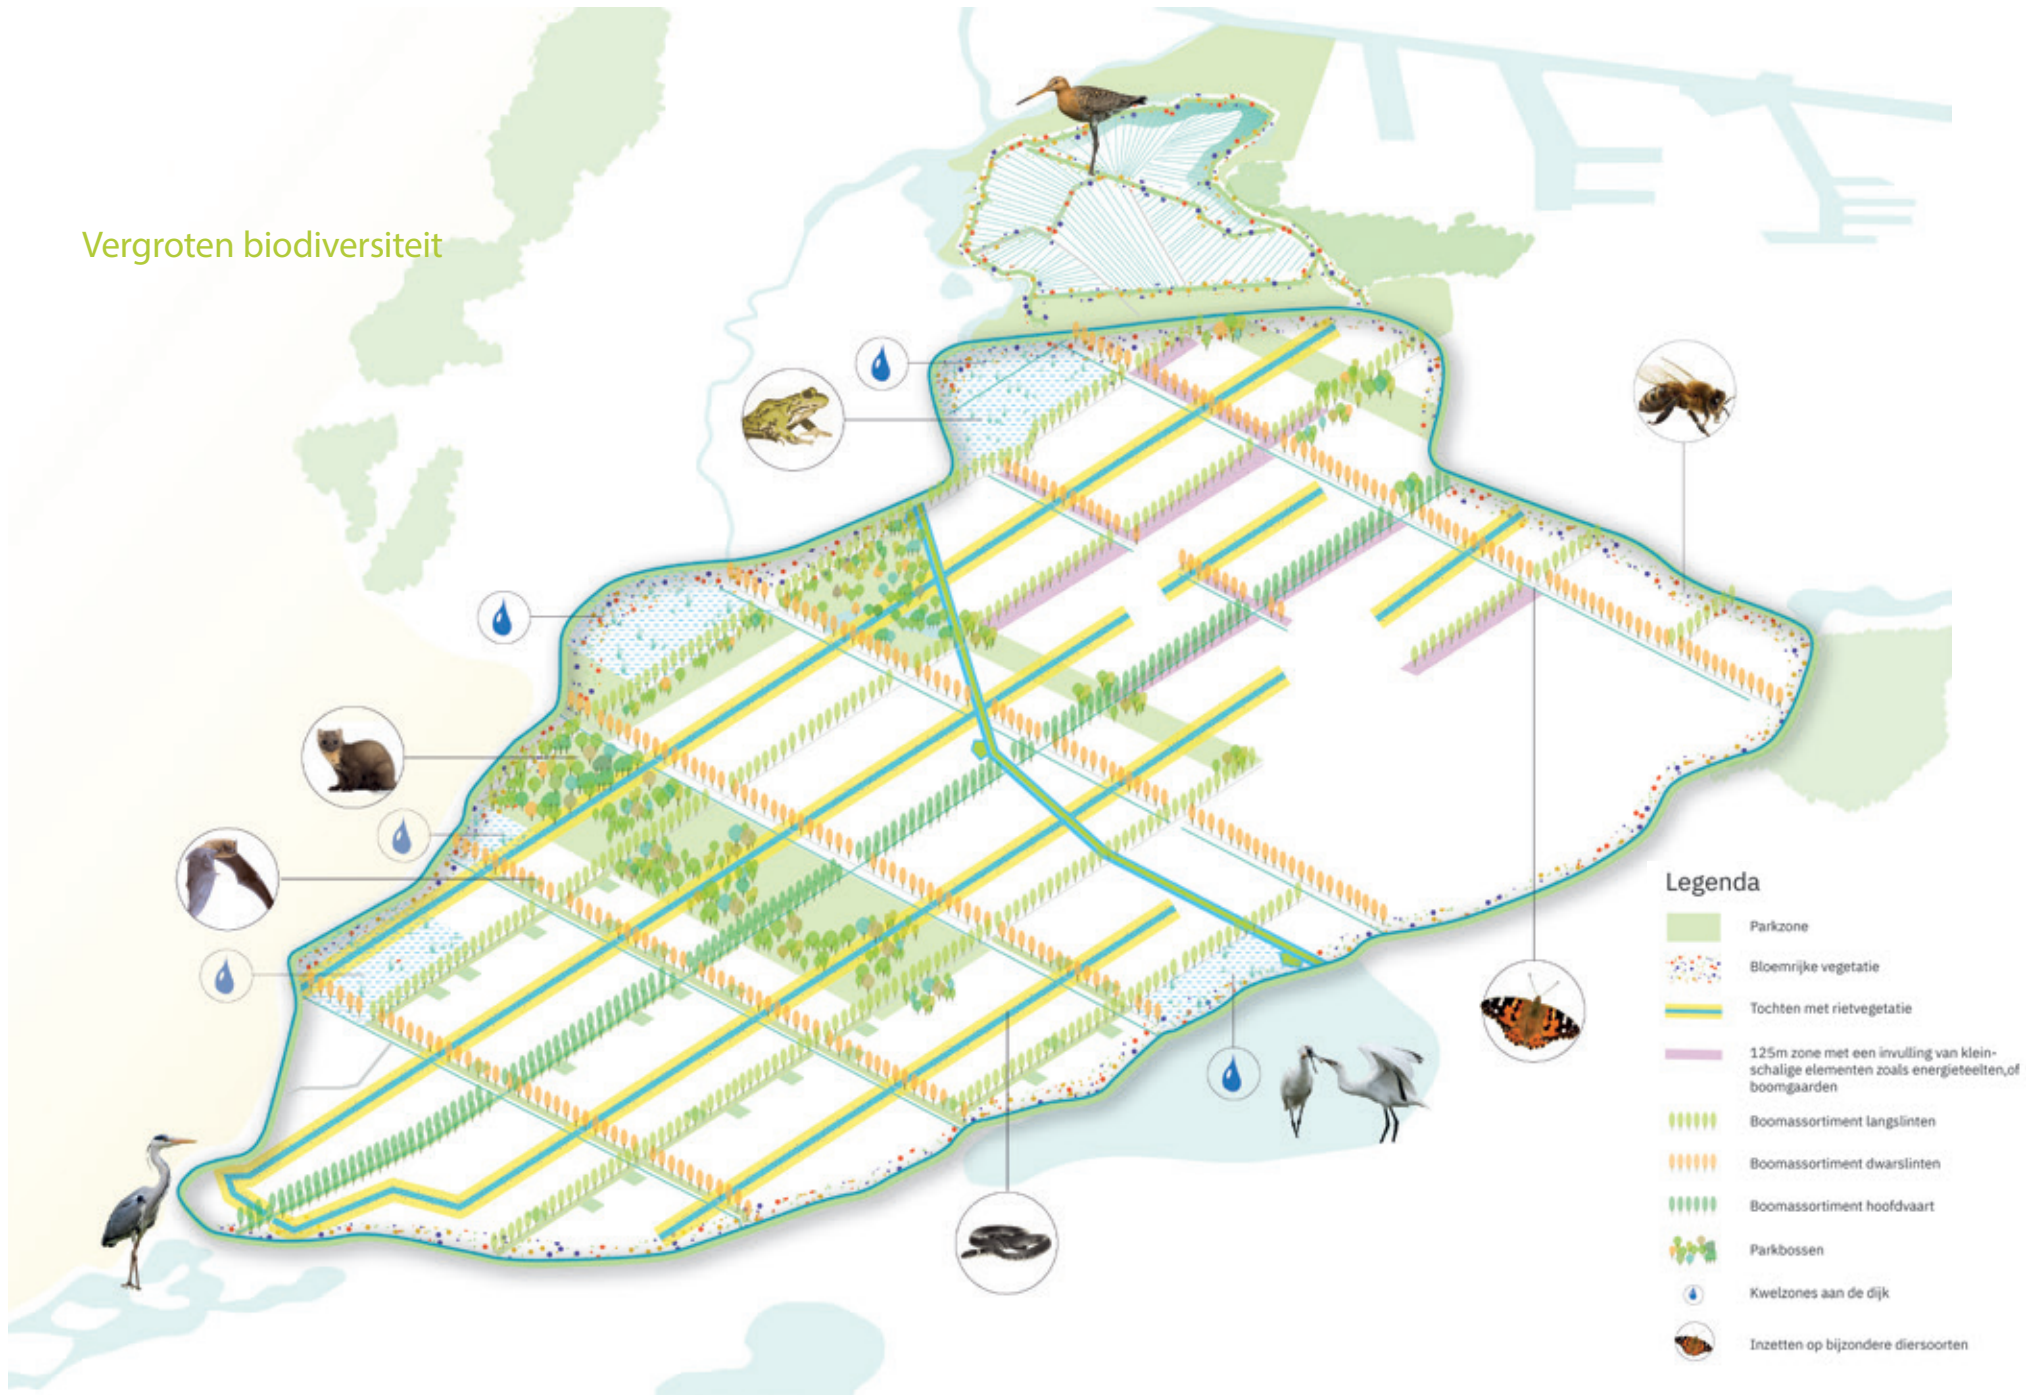 Vergroten biodiversiteit
Legenda
Parkzone
Bloemrijke vegetatie
Tochten met rietvegetatie
125m zone met een invulling van klein-
schalige elementen zoals energieteelten,of
boomgaarden
Boomassortiment langslinten
Boomassortiment dwarslinten
Boomassortiment hoofdvaart
Parkbossen
Kwelzones aan de dijk
Inzetten op bijzondere diersoorten